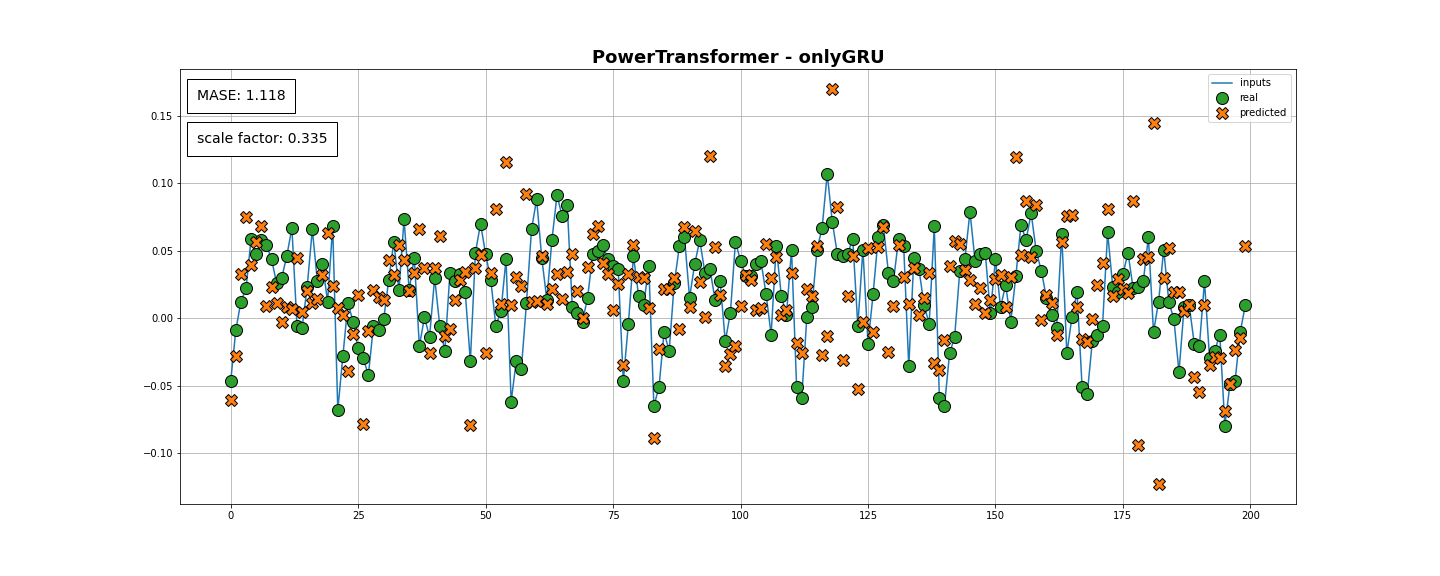 PowerTransformer - onlyGRU
MASE: 1.118
scale factor: 0.335
inputs
real
predicted
0.15
0.10
0.05
0.00
−0.05
−0.10
0 25 50 75 100 125 150 175 200